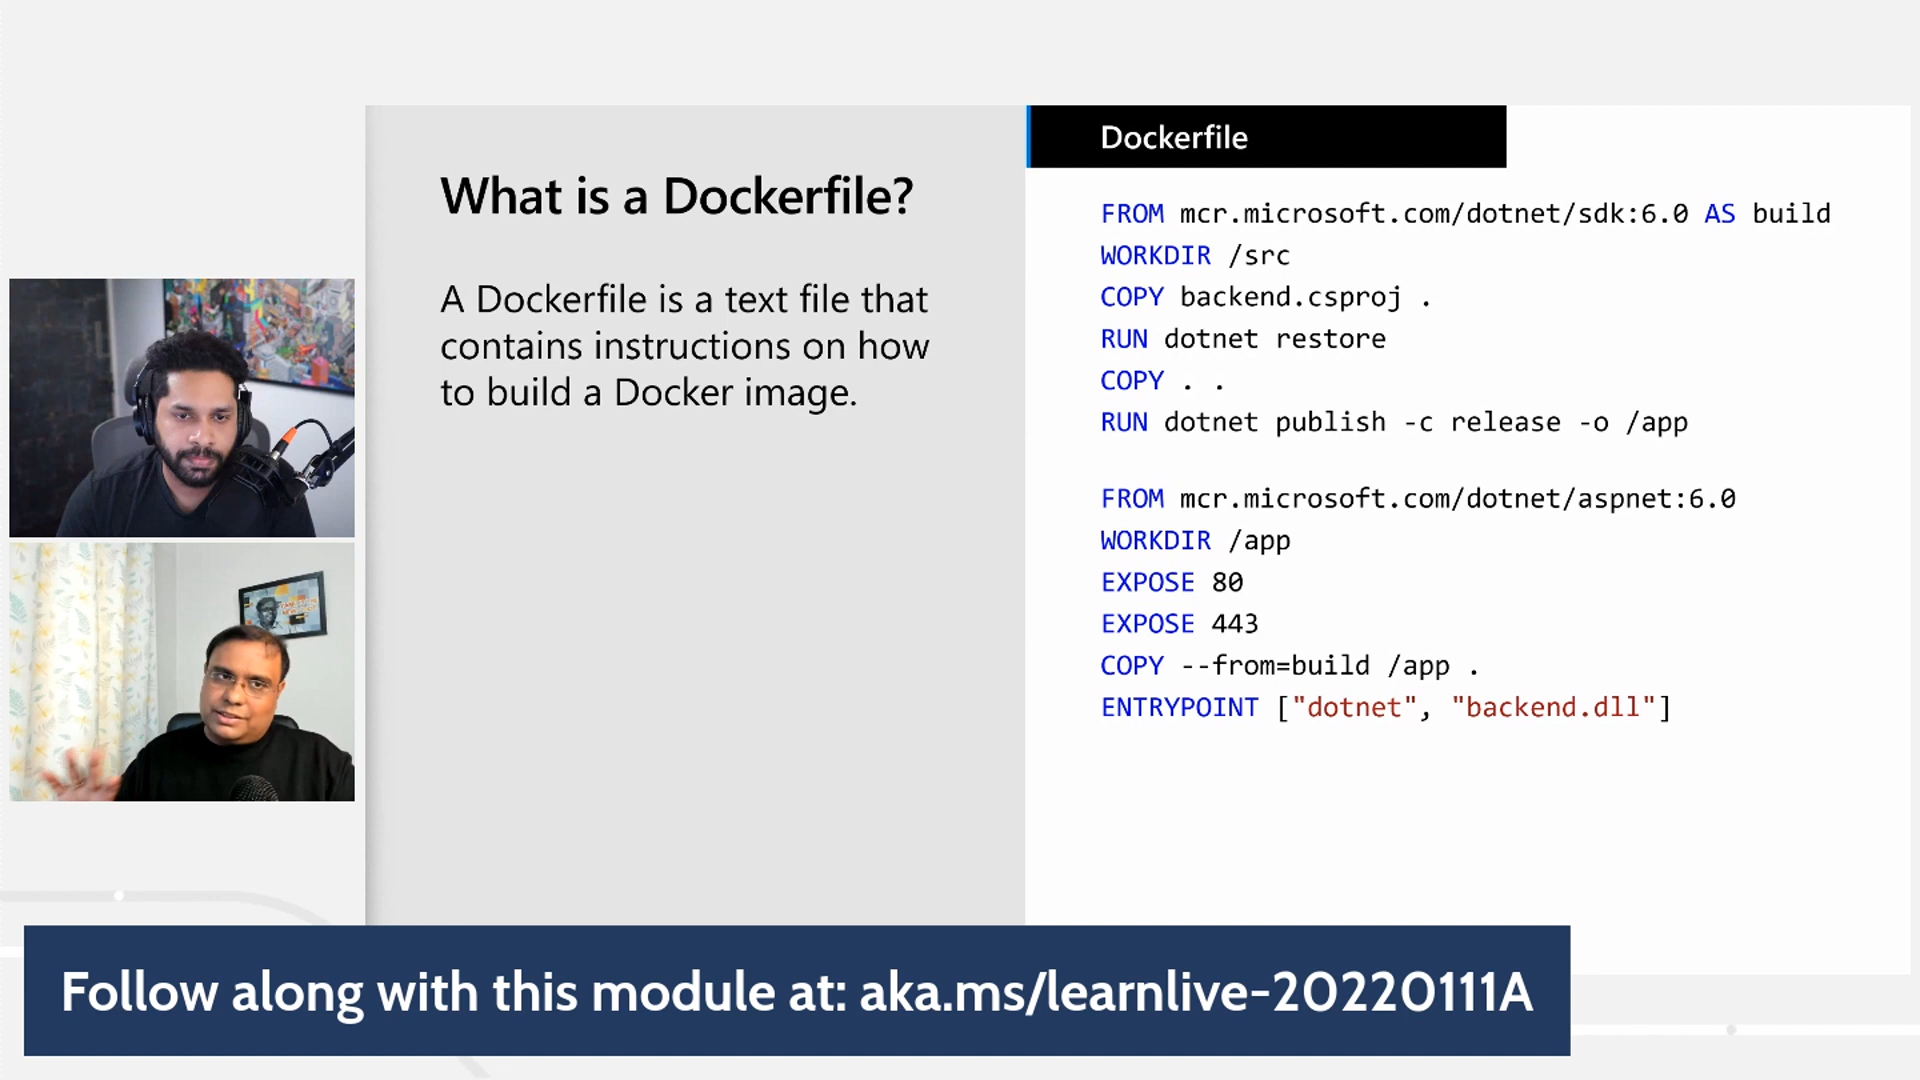 What is a Dockerfile?
A Dockerfile is a text file that
contains instructions on how
to build a Docker image.
Dockerfile
FROM mcr.microsoft.com/dotnet/sdk:6.0 AS build
WORKDIR /src
COPY backend.csproj .
RUN dotnet restore
COPY . .
RUN dotnet publish -c release -o /app
FROM mcr.microsoft.com/dotnet/aspnet:6.0
WORKDIR /app
EXPOSE 80
EXPOSE 443
COPY --from=build /app .
ENTRYPOINT ["dotnet", "backend.dll"]
Follow along with this module at: aka.ms/learnlive-20220111A